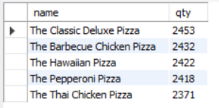 name qty
The Classic Deluxe Pizza 2453
The Barbecue Chicken Pizza 2432
The Hawaiian Pizza 2422
The Pepperoni Pizza 2418
The Thai Chicken Pizza 2371